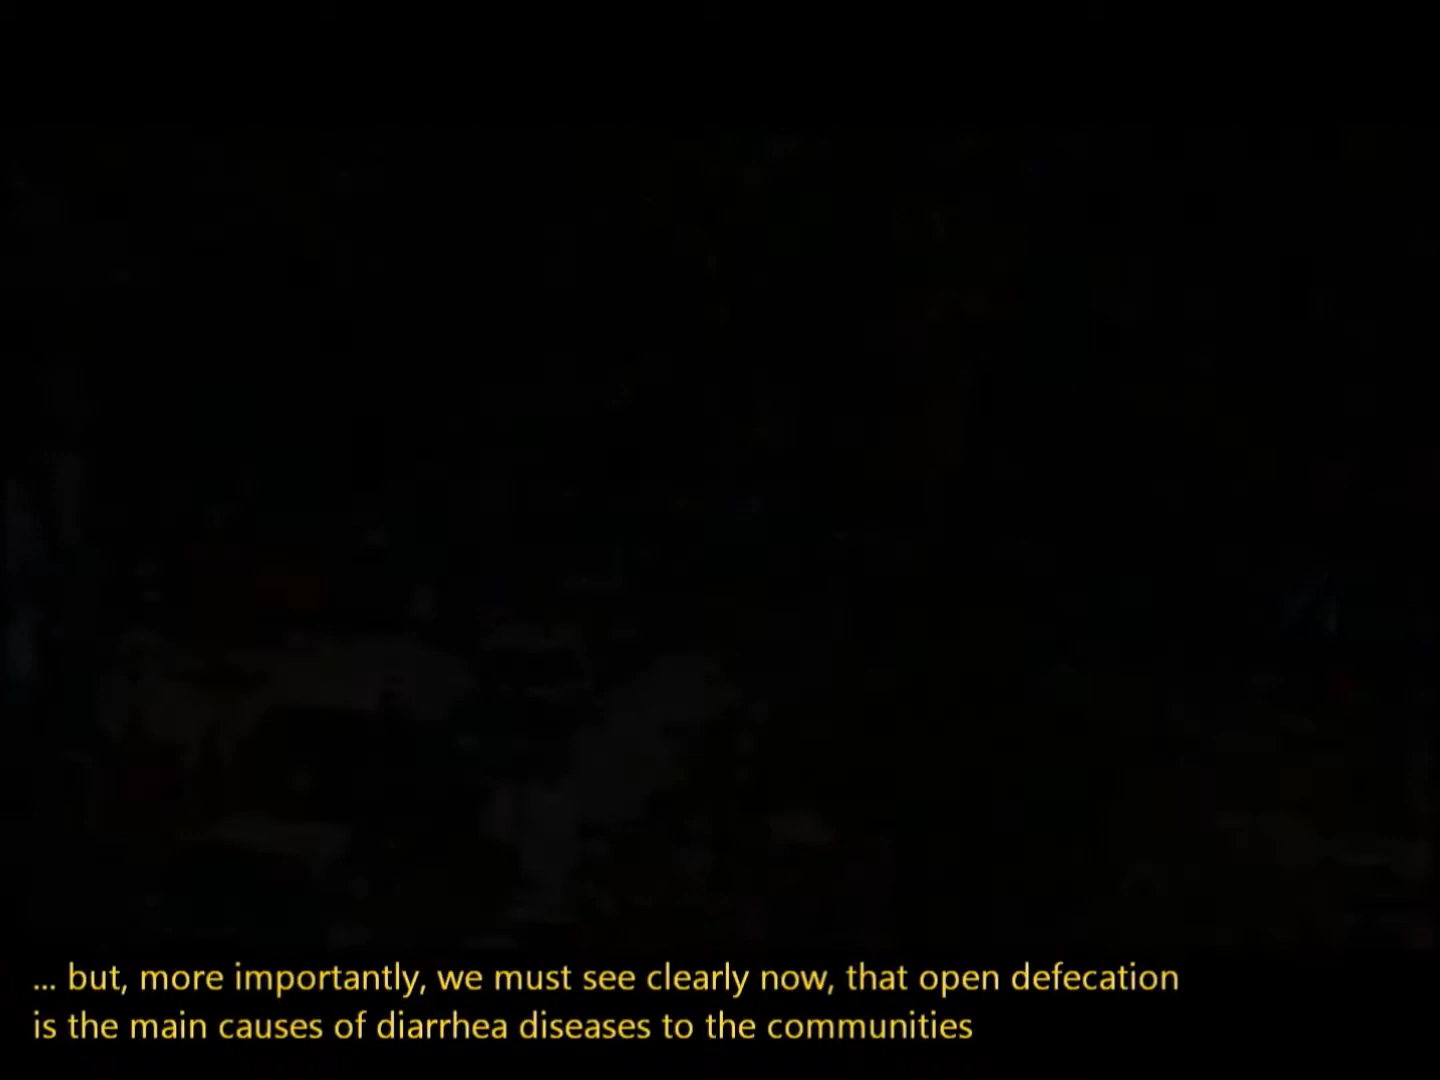 ... but, more importantly, we must see clearly now, that open defecation
is the main causes of diarrhea diseases to the communities